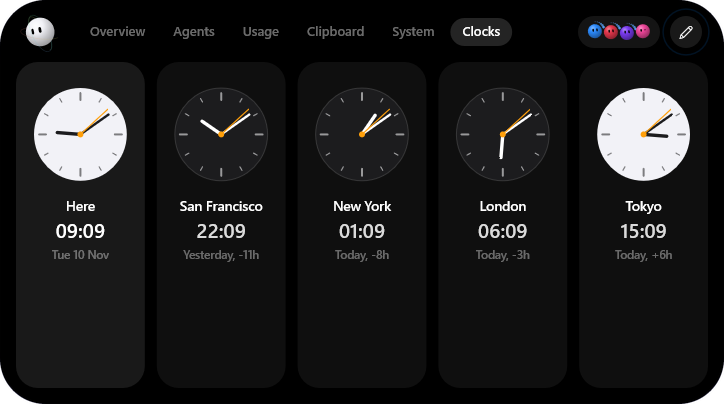 Overview Agents Usage Clipboard System Clocks
Here
09:09
Tue 10 Nov
San Francisco
22:09
Yesterday, -11h
New York
01:09
Today, -8h
London
06:09
Today, -3h
Tokyo
15:09
Today, +6h